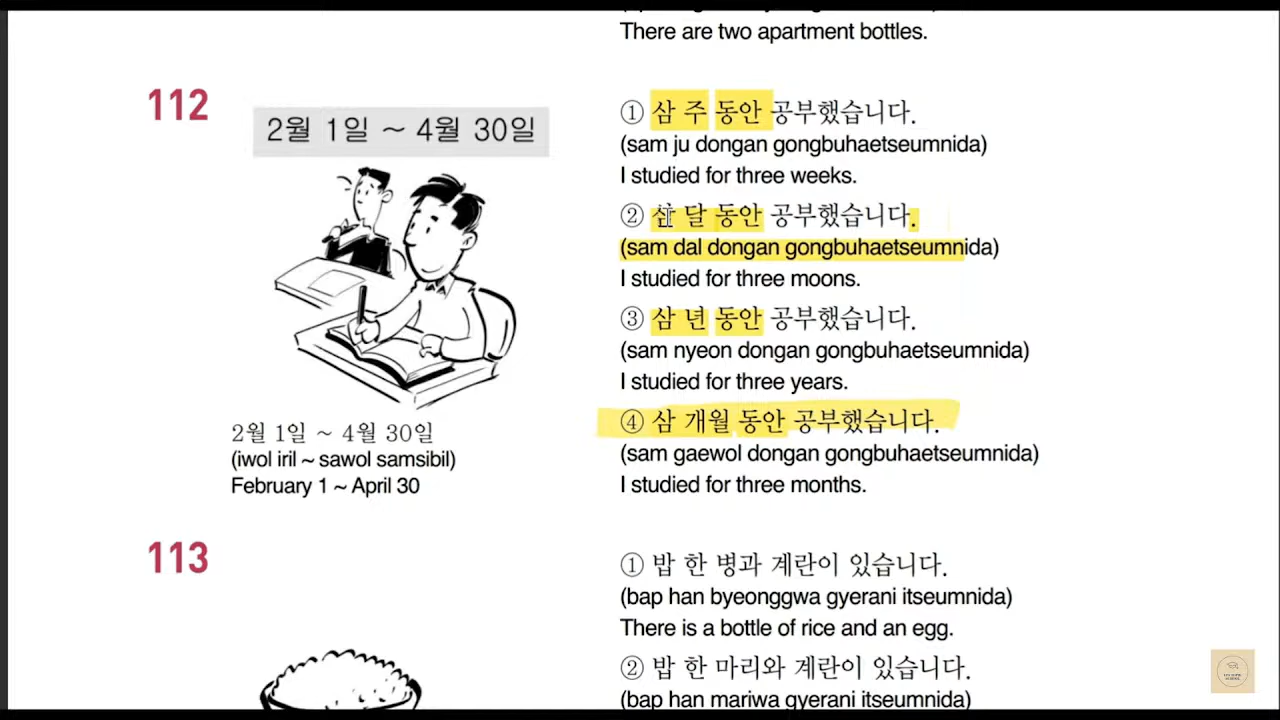 There are two apartment bottles.
112
2월 1일 ~ 4월 30일
2월 1일 ~ 4월 30일
(iwol iril ~ sawol samsibil)
February 1 ~ April 30
① 삼 주 동안 공부했습니다.
(sam ju dongan gongbuhaetseumnida)
I studied for three weeks.
② 삼 달 동안 공부했습니다.
(sam dal dongan gongbuhaetseumnida)
I studied for three moons.
③ 삼 년 동안 공부했습니다.
(sam nyeon dongan gongbuhaetseumnida)
I studied for three years.
④ 삼 개월 동안 공부했습니다.
(sam gaewol dongan gongbuhaetseumnida)
I studied for three months.
113
① 밥 한 병과 계란이 있습니다.
(bap han byeonggwa gyerani itseumnida)
There is a bottle of rice and an egg.
② 밥 한 마리와 계란이 있습니다.
(bap han mariwa gyerani itseumnida)